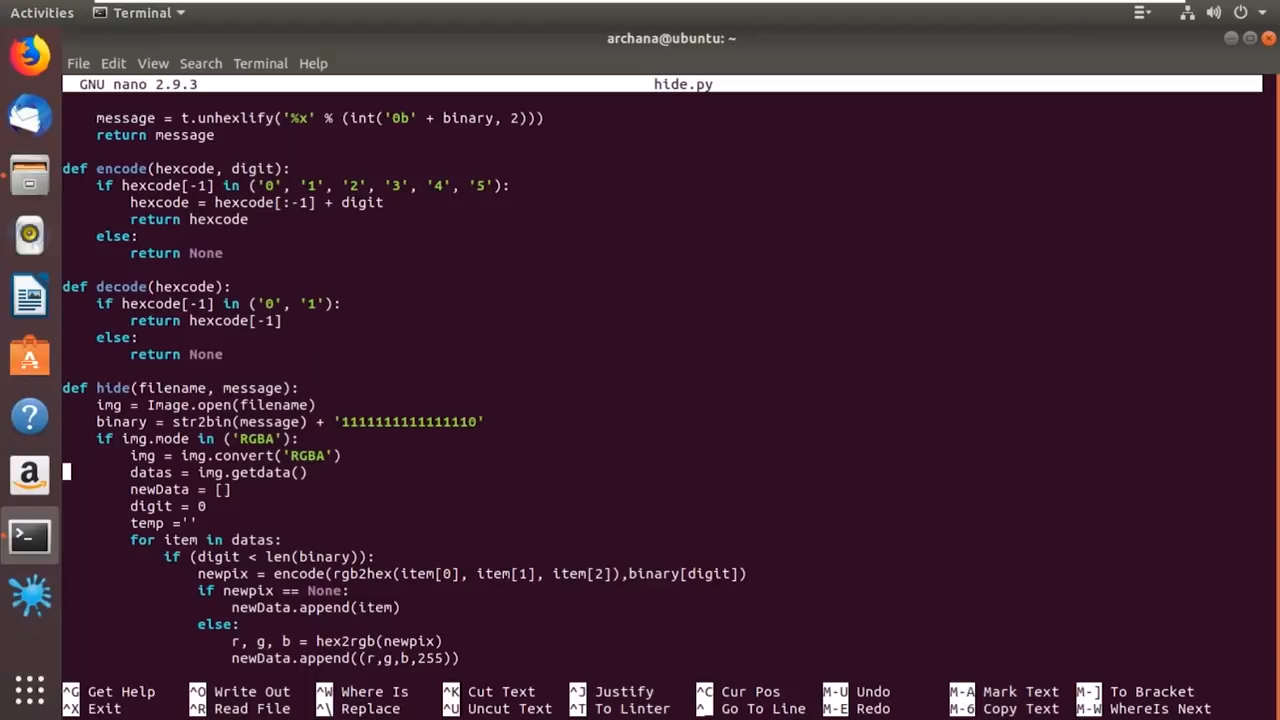 Activities
Terminal
archana@ubuntu: ~
File Edit View Search Terminal Help
GNU nano 2.9.3 hide.py
    message = t.unhexlify('%x' % (int('0b' + binary, 2)))
    return message
def encode(hexcode, digit):
    if hexcode[-1] in ('0', '1', '2', '3', '4', '5'):
        hexcode = hexcode[:-1] + digit
        return hexcode
    else:
        return None
def decode(hexcode):
    if hexcode[-1] in ('0', '1'):
        return hexcode[-1]
    else:
        return None
def hide(filename, message):
    img = Image.open(filename)
    binary = str2bin(message) + '1111111111111110'
    if img.mode in ('RGBA'):
        img = img.convert('RGBA')
        datas = img.getdata()
        newData = []
        digit = 0
        temp =''
        for item in datas:
            if (digit < len(binary)):
                newpix = encode(rgb2hex(item[0], item[1], item[2]),binary[digit])
                if newpix == None:
                    newData.append(item)
                else:
                    r, g, b = hex2rgb(newpix)
                    newData.append((r,g,b,255))
^G Get Help ^O Write Out ^W Where Is ^K Cut Text ^J Justify ^C Cur Pos M-U Undo M-A Mark Text M-] To Bracket
^X Exit ^R Read File ^\ Replace ^U Uncut Text ^T To Linter ^_ Go To Line M-E Redo M-6 Copy Text M-W WhereIs Next